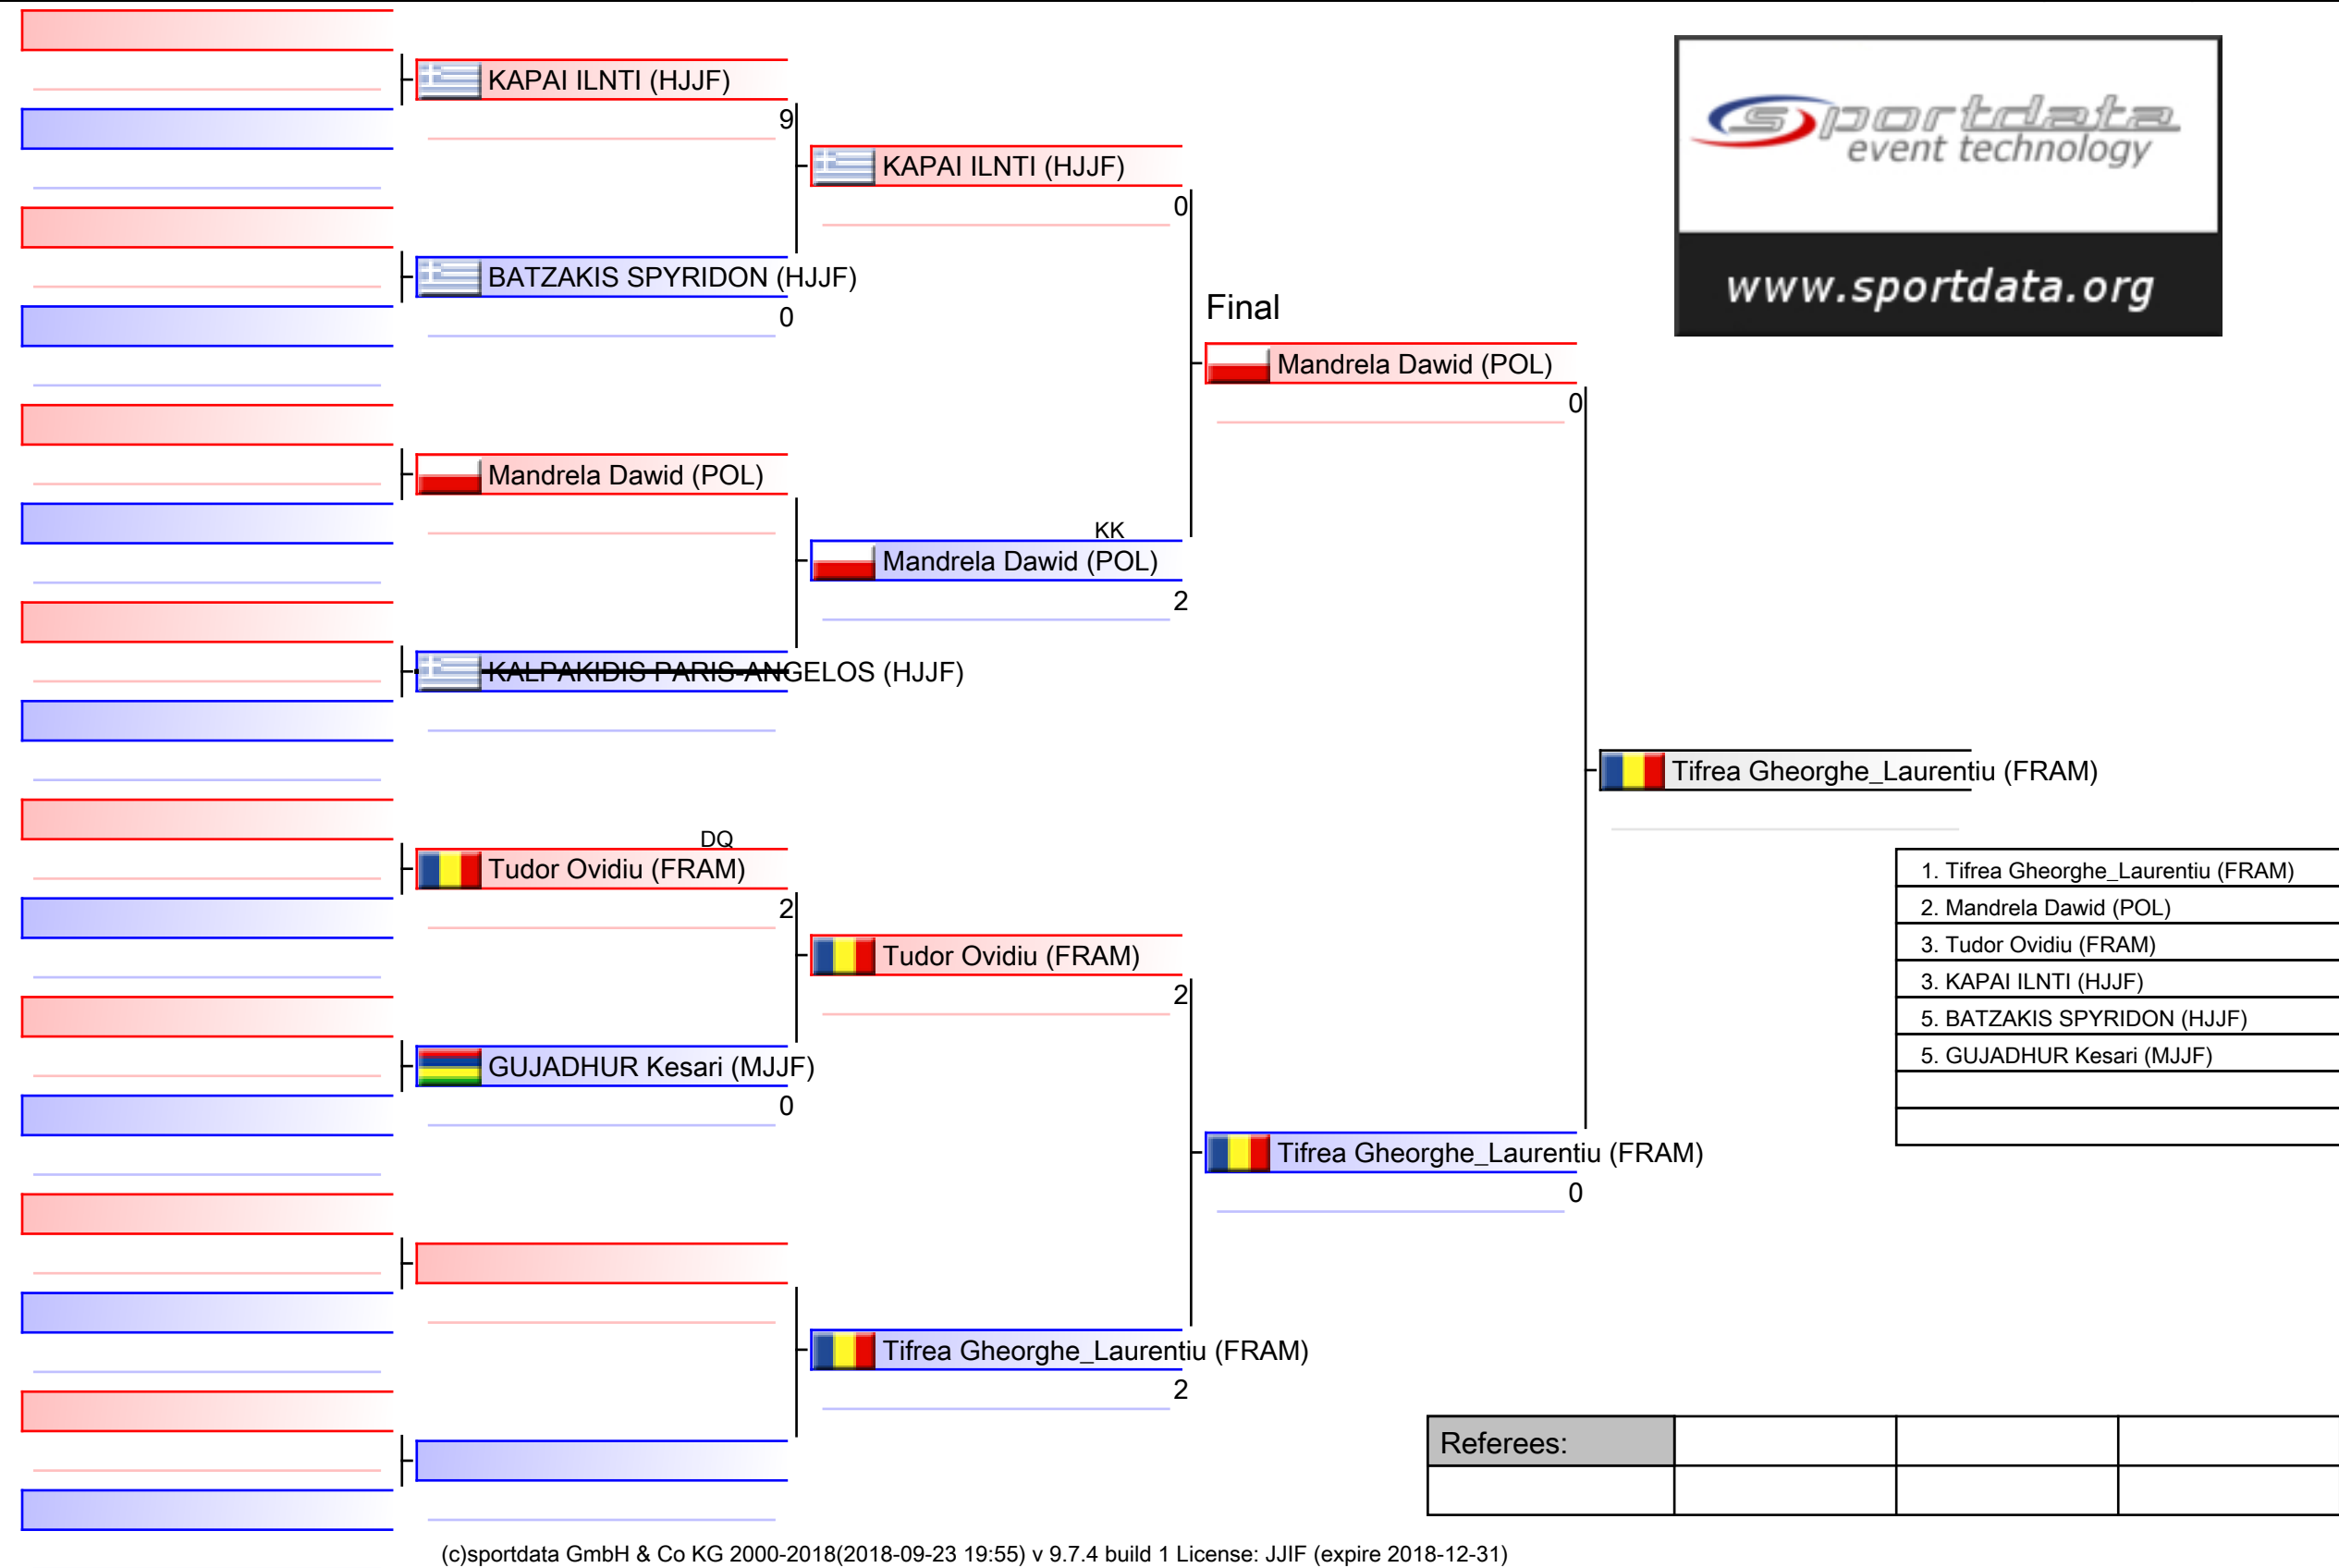 KAPAI ILNTI (HJJF)
9
BATZAKIS SPYRIDON (HJJF)
0
Mandrela Dawid (POL)
KALPAKIDIS PARIS-ANGELOS (HJJF)
DQ
Tudor Ovidiu (FRAM)
2
GUJADHUR Kesari (MJJF)
0
KAPAI ILNTI (HJJF)
0
KK
Mandrela Dawid (POL)
2
Tudor Ovidiu (FRAM)
2
Tifrea Gheorghe_Laurentiu (FRAM)
2
Final
Mandrela Dawid (POL)
0
Tifrea Gheorghe_Laurentiu (FRAM)
0
Tifrea Gheorghe_Laurentiu (FRAM)
sportdata
event technology
www.sportdata.org
1. Tifrea Gheorghe_Laurentiu (FRAM)
2. Mandrela Dawid (POL)
3. Tudor Ovidiu (FRAM)
3. KAPAI ILNTI (HJJF)
5. BATZAKIS SPYRIDON (HJJF)
5. GUJADHUR Kesari (MJJF)
Referees:
(c)sportdata GmbH & Co KG 2000-2018(2018-09-23 19:55) v 9.7.4 build 1 License: JJIF (expire 2018-12-31)